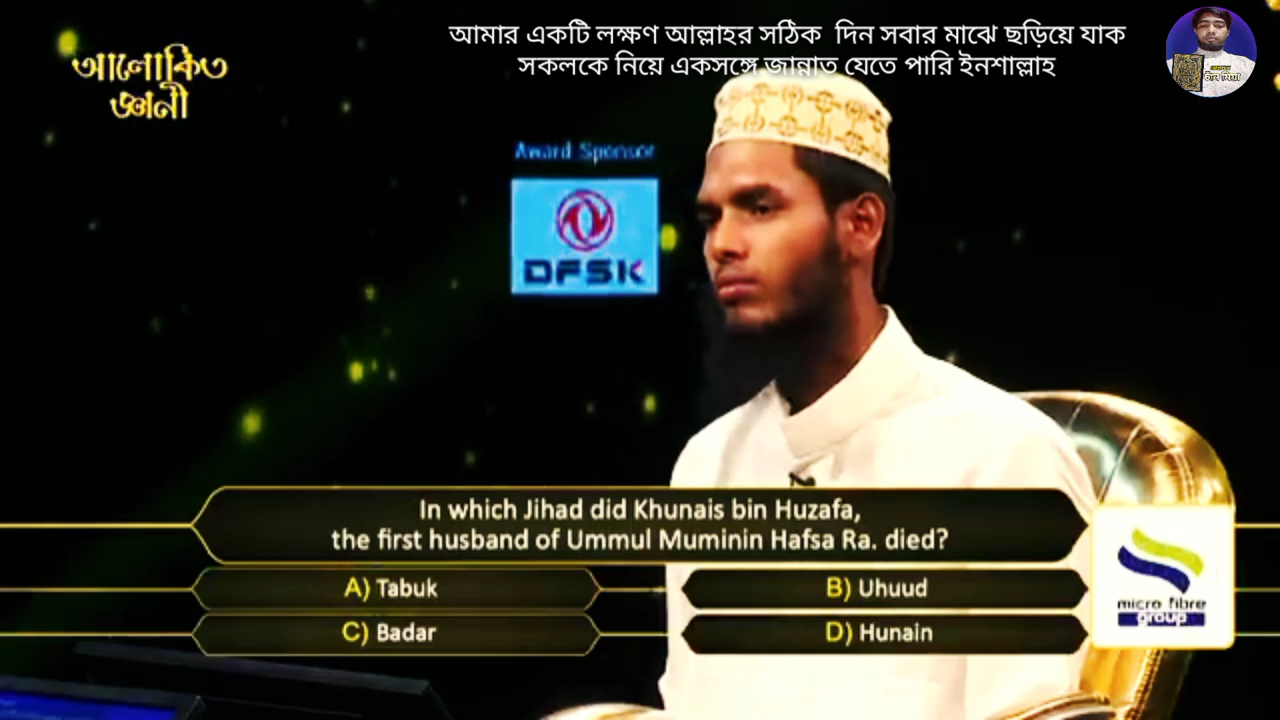 আমার একটি লক্ষণ আল্লাহর সঠিক দিন সবার মাঝে ছড়িয়ে যাক
সকলকে নিয়ে একসঙ্গে জান্নাত যেতে পারি ইনশাল্লাহ
আলোকিত
জ্ঞানী
Award Sponsor
DFSK
In which Jihad did Khunais bin Huzafa,
the first husband of Ummul Muminin Hafsa Ra. died?
A) Tabuk
B) Uhuud
C) Badar
D) Hunain
micro fibre
group